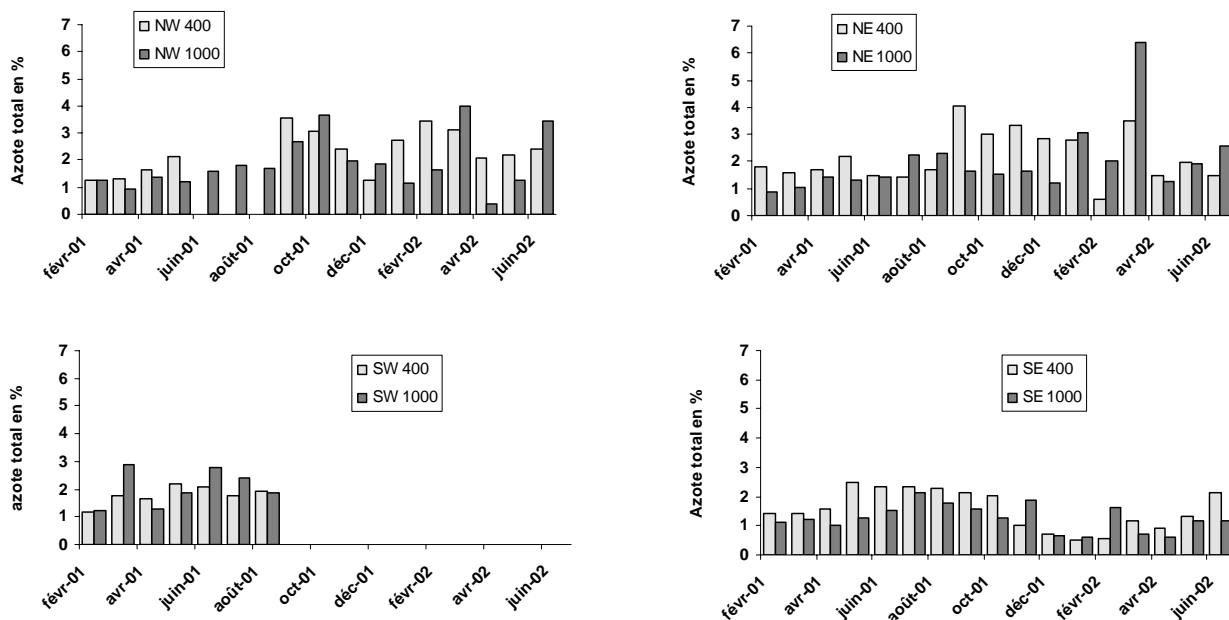 Azote total en %
7
6
5
4
3
2
1
0
NW 400
NW 1000
févr-01
avr-01
juin-01
août-01
oct-01
déc-01
févr-02
avr-02
juin-02
Azote total en %
7
6
5
4
3
2
1
0
NE 400
NE 1000
févr-01
avr-01
juin-01
août-01
oct-01
déc-01
févr-02
avr-02
juin-02
azote total en %
7
6
5
4
3
2
1
0
SW 400
SW 1000
févr-01
avr-01
juin-01
août-01
oct-01
déc-01
févr-02
avr-02
juin-02
Azote total en %
7
6
5
4
3
2
1
0
SE 400
SE 1000
févr-01
avr-01
juin-01
août-01
oct-01
déc-01
févr-02
avr-02
juin-02